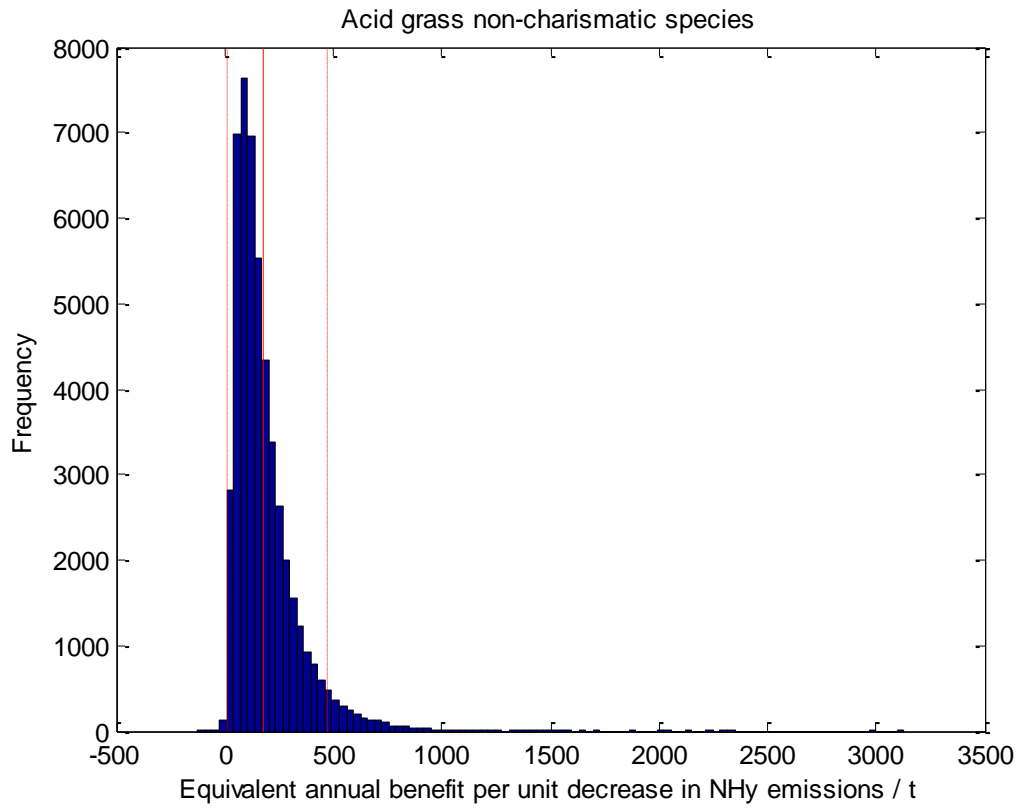 Acid grass non-charismatic species
8000
7000
6000
5000
4000
3000
2000
1000
0
Frequency
-500 0 500 1000 1500 2000 2500 3000 3500
Equivalent annual benefit per unit decrease in NHy emissions / t